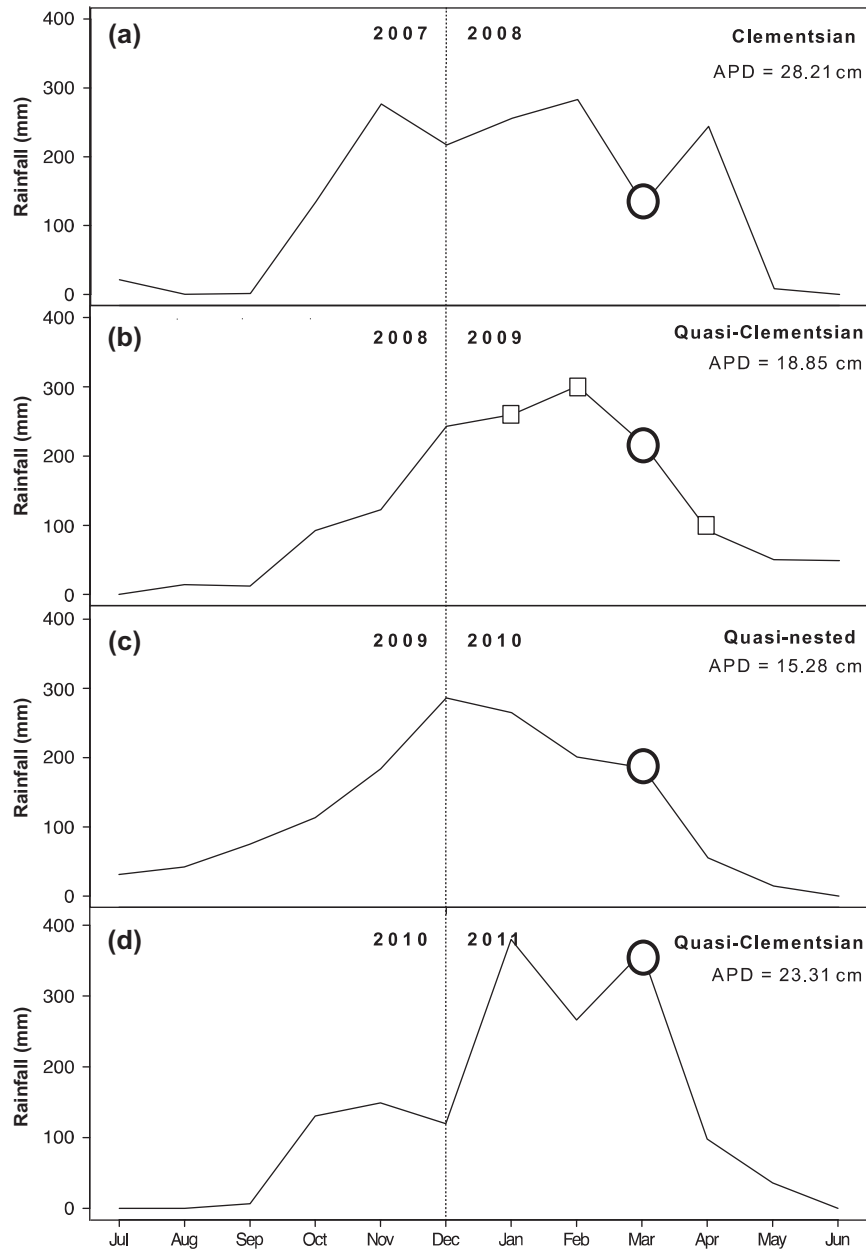 400
(a)
2007
2008
Clementsian
APD = 28.21 cm
300
200
100
0
Rainfall (mm)
400
(b)
2008
2009
Quasi-Clementsian
APD = 18.85 cm
300
200
100
0
Rainfall (mm)
400
(c)
2009
2010
Quasi-nested
APD = 15.28 cm
300
200
100
0
Rainfall (mm)
400
(d)
2010
2011
Quasi-Clementsian
APD = 23.31 cm
300
200
100
0
Rainfall (mm)
Jul Aug Sep Oct Nov Dec Jan Feb Mar Apr May Jun